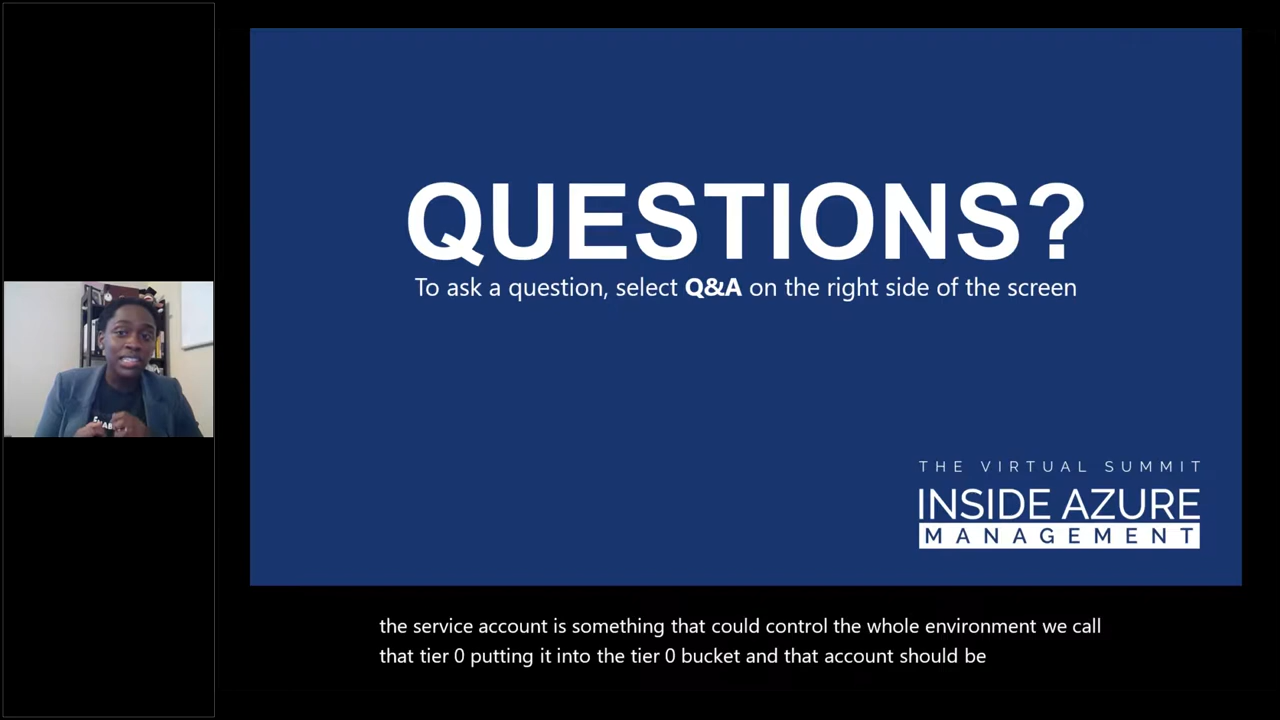 QUESTIONS?
To ask a question, select Q&A on the right side of the screen
THE VIRTUAL SUMMIT
INSIDE AZURE
MANAGEMENT
the service account is something that could control the whole environment we call
that tier 0 putting it into the tier 0 bucket and that account should be